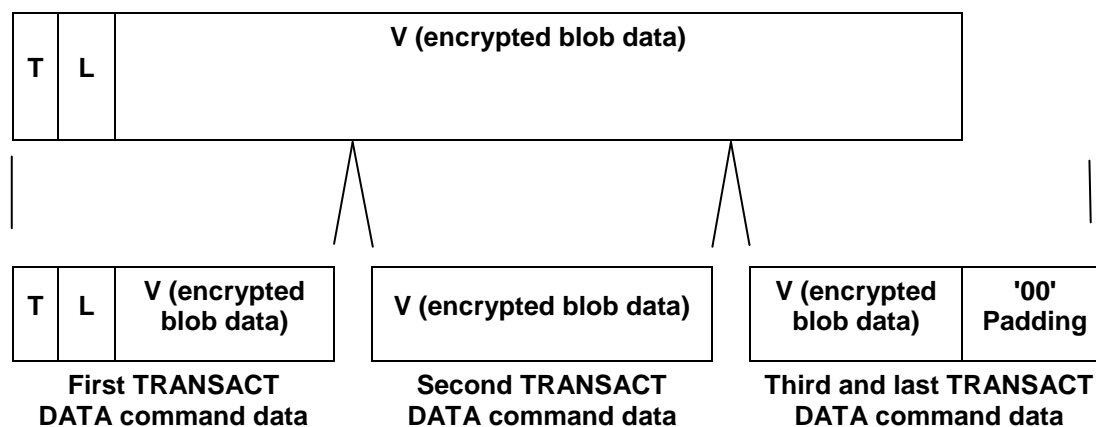 T L V (encrypted blob data)
T L V (encrypted
blob data)
V (encrypted blob data)
V (encrypted
blob data)
'00'
Padding
First TRANSACT
DATA command data
Second TRANSACT
DATA command data
Third and last TRANSACT
DATA command data